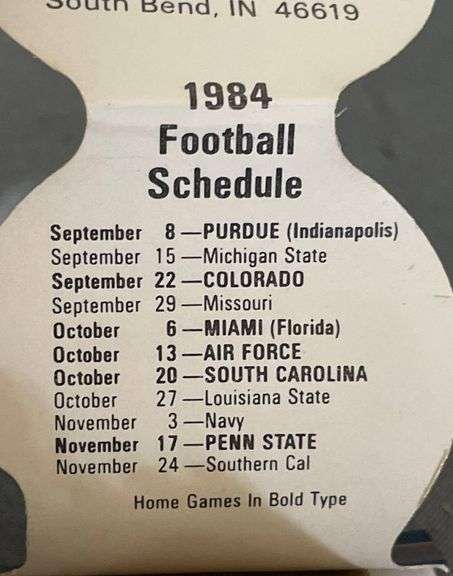 South Bend, IN 46619
1984
Football
Schedule
September 8—PURDUE (Indianapolis)
September 15—Michigan State
September 22—COLORADO
September 29—Missouri
October 6—MIAMI (Florida)
October 13—AIR FORCE
October 20—SOUTH CAROLINA
October 27—Louisiana State
November 3—Navy
November 17—PENN STATE
November 24—Southern Cal
Home Games In Bold Type